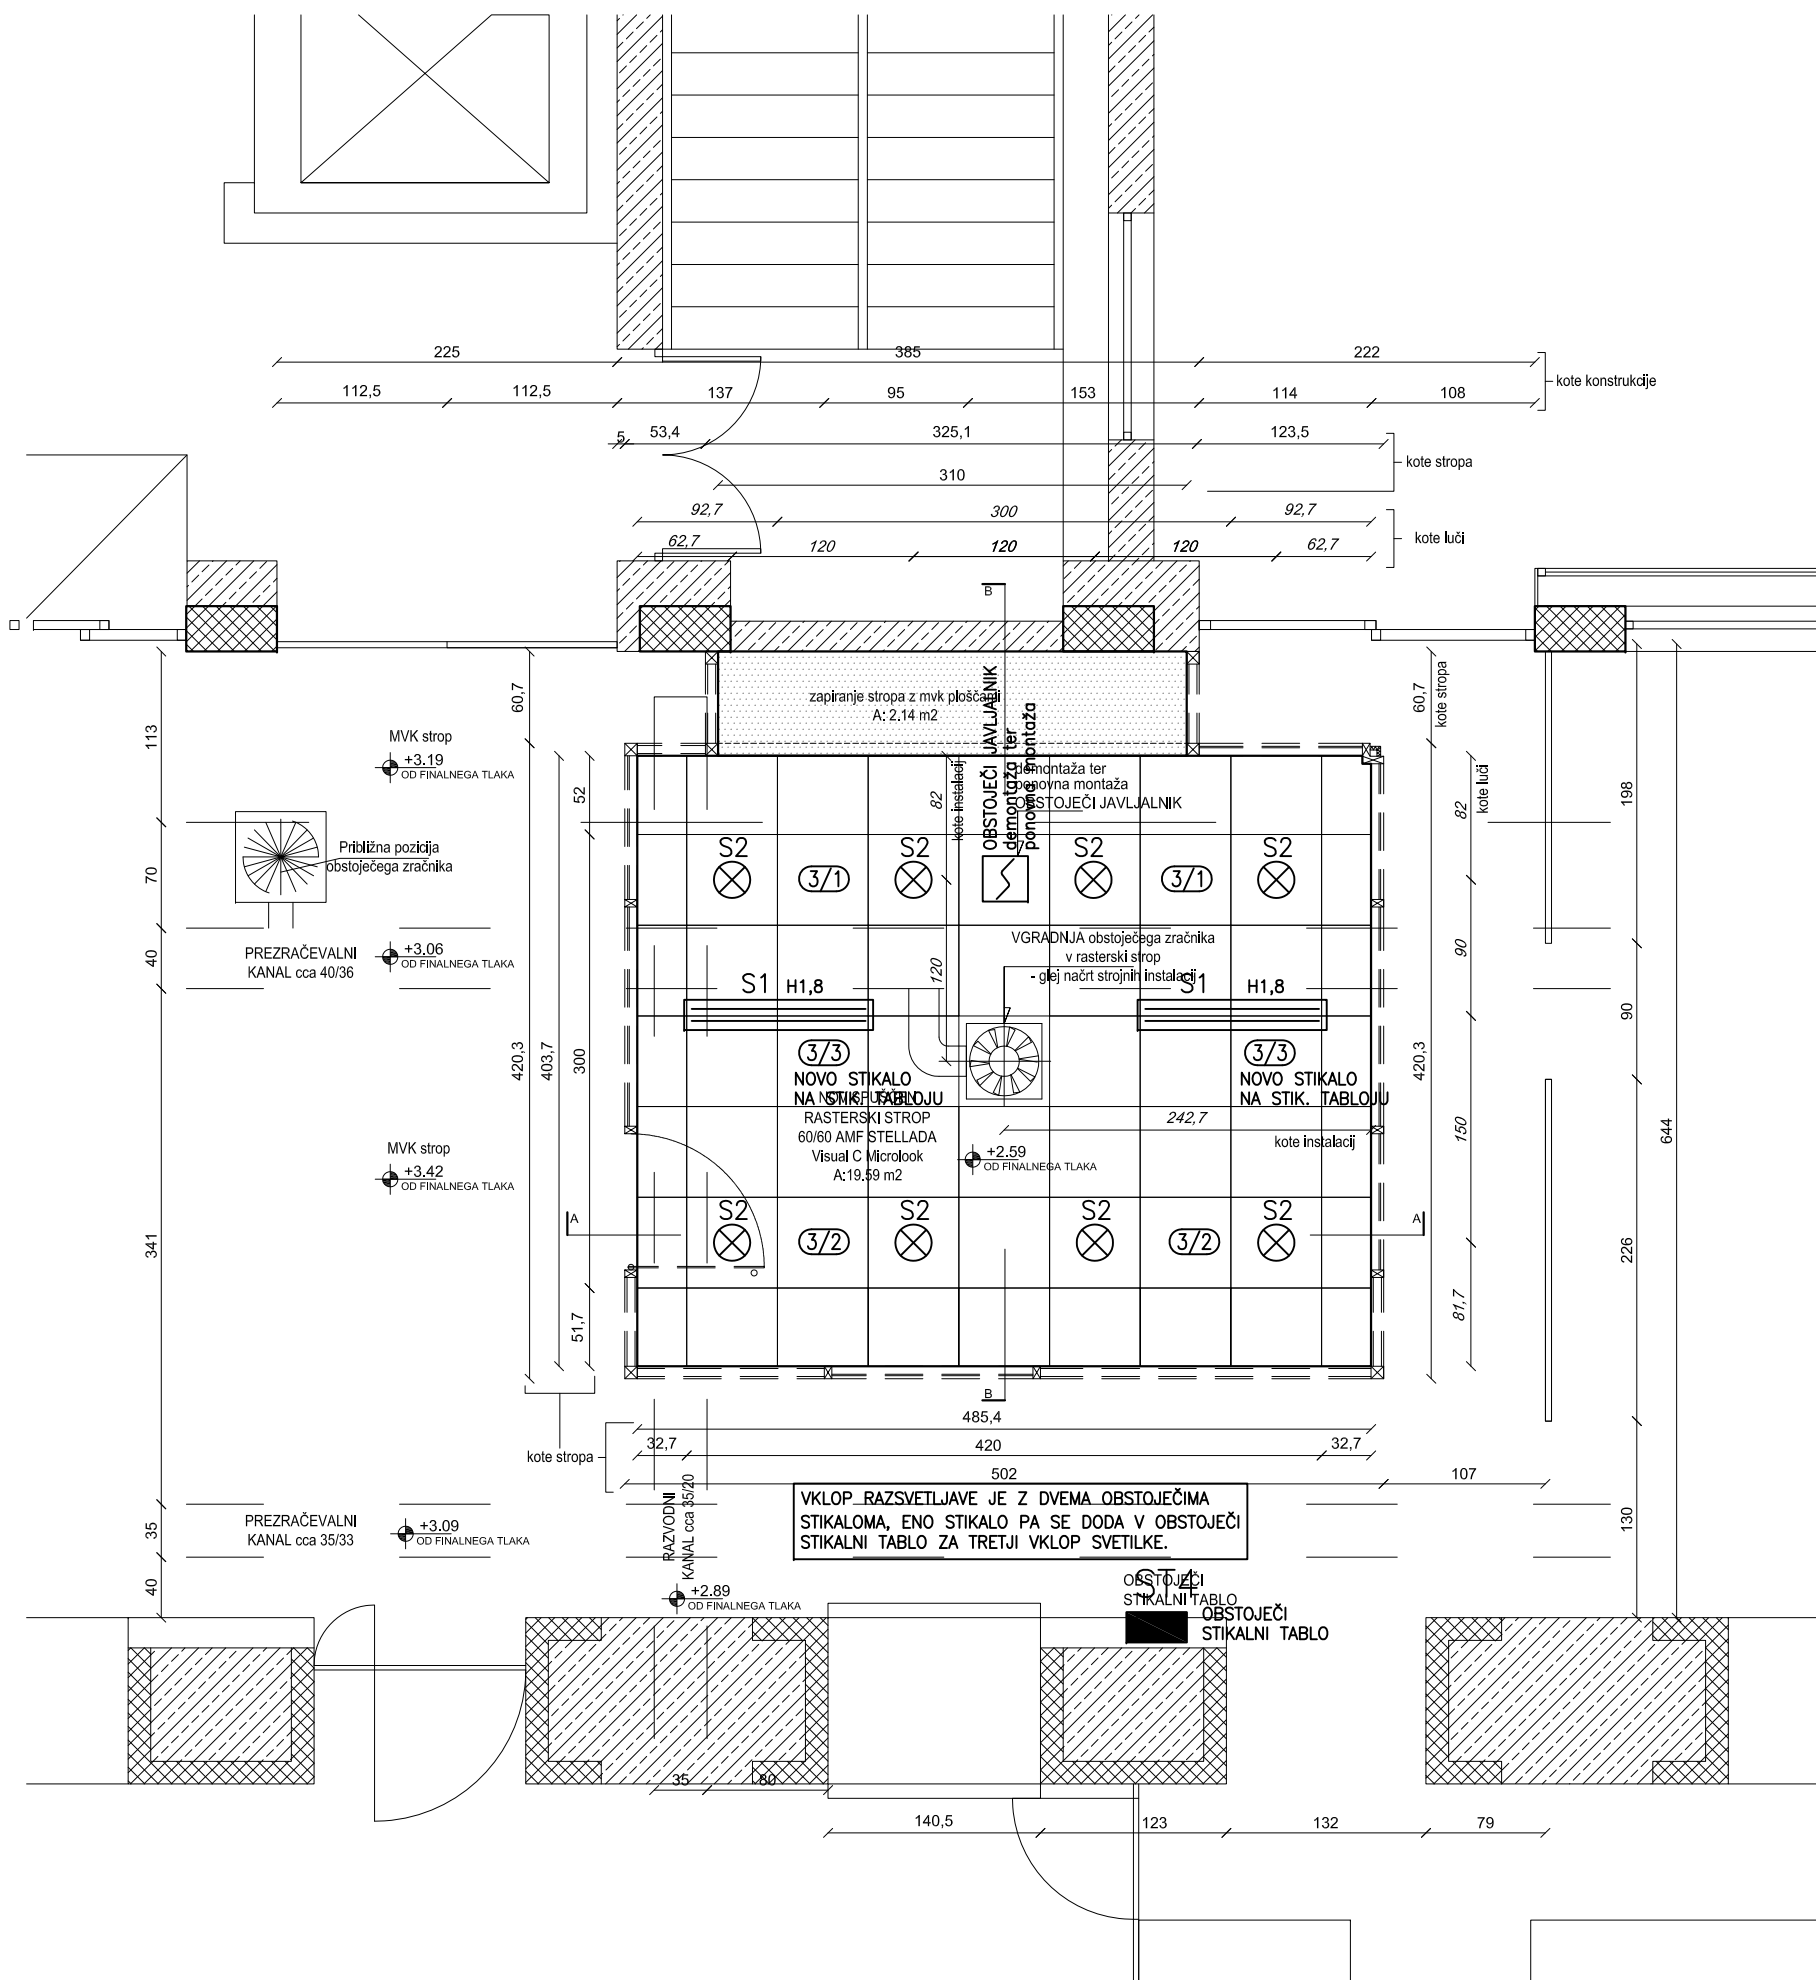 225
385
222
kote konstrukcije
112,5
112,5
137
95
153
114
108
5
53,4
325,1
123,5
kote stropa
310
92,7
300
92,7
62,7
120
120
120
62,7
kote luči
B
60,7
60,7
kote stropa
113
MVK strop
+3.19
OD FINALNEGA TLAKA
zapiranje stropa z mvk ploščami
A: 2.14 m2
OBSTOJEČI JAVLJALNIK
demontaža ter
ponovna montaža
demontaža ter
ponovna montaža
OBSTOJEČI JAVLJALNIK
52
82
kote instalacij
82
kote luči
198
Približna pozicija
obstoječega zračnika
70
S2
S2
S2
S2
3/1
3/1
40
PREZRAČEVALNI
KANAL cca 40/36
+3.06
OD FINALNEGA TLAKA
VGRADNJA obstoječega zračnika
v rasterski strop
- glej načrt strojnih instalacij
120
90
90
S1 H1,8
S1 H1,8
420,3
403,7
300
3/3
NOVO STIKALO
NA STIK. TABLOJU
3/3
NOVO STIKALO
NA STIK. TABLOJU
RASTERSKI STROP
60/60 AMF STELLADA
Visual C Microlook
A:19.59 m2
242,7
kote instalacij
+2.59
OD FINALNEGA TLAKA
420,3
150
644
MVK strop
+3.42
OD FINALNEGA TLAKA
341
A
A
S2
S2
S2
S2
3/2
3/2
226
51,7
81,7
B
485,4
32,7
420
32,7
kote stropa
502
107
RAZVODNI
KANAL cca 35/20
VKLOP RAZSVETLJAVE JE Z DVEMA OBSTOJEČIMA
STIKALOMA, ENO STIKALO PA SE DODA V OBSTOJEČI
STIKALNI TABLO ZA TRETJI VKLOP SVETILKE.
130
35
PREZRAČEVALNI
KANAL cca 35/33
+3.09
OD FINALNEGA TLAKA
40
+2.89
OD FINALNEGA TLAKA
OBSTOJEČI
STIKALNI TABLO
ST4
OBSTOJEČI
STIKALNI TABLO
35
80
140,5
123
132
79